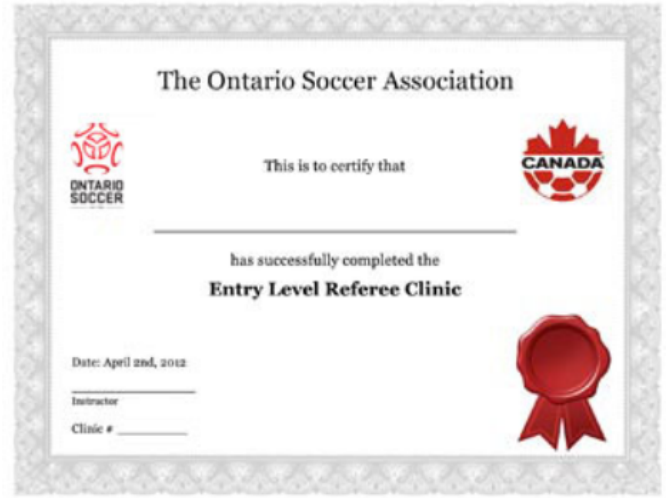 The Ontario Soccer Association
ONTARIO
SOCCER
CANADA
This is to certify that
has successfully completed the
Entry Level Referee Clinic
Date: April 2nd, 2012
Instructor
Clinic #